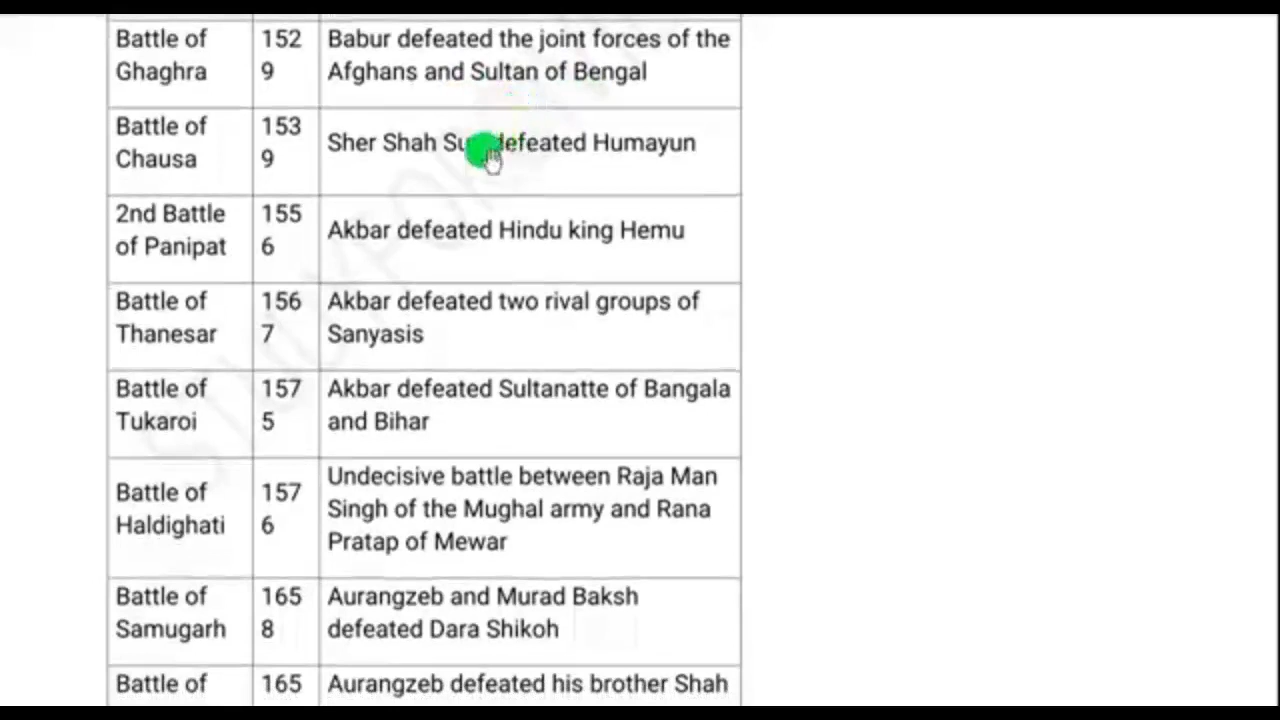 Battle of
Ghaghra
152
9
Babur defeated the joint forces of the
Afghans and Sultan of Bengal
Battle of
Chausa
153
9
Sher Shah defeated Humayun
2nd Battle
of Panipat
155
6
Akbar defeated Hindu king Hemu
Battle of
Thanesar
156
7
Akbar defeated two rival groups of
Sanyasis
Battle of
Tukaroi
157
5
Akbar defeated Sultanatte of Bangala
and Bihar
Battle of
Haldighati
157
6
Undecisive battle between Raja Man
Singh of the Mughal army and Rana
Pratap of Mewar
Battle of
Samugarh
165
8
Aurangzeb and Murad Baksh
defeated Dara Shikoh
Battle of
165
Aurangzeb defeated his brother Shah